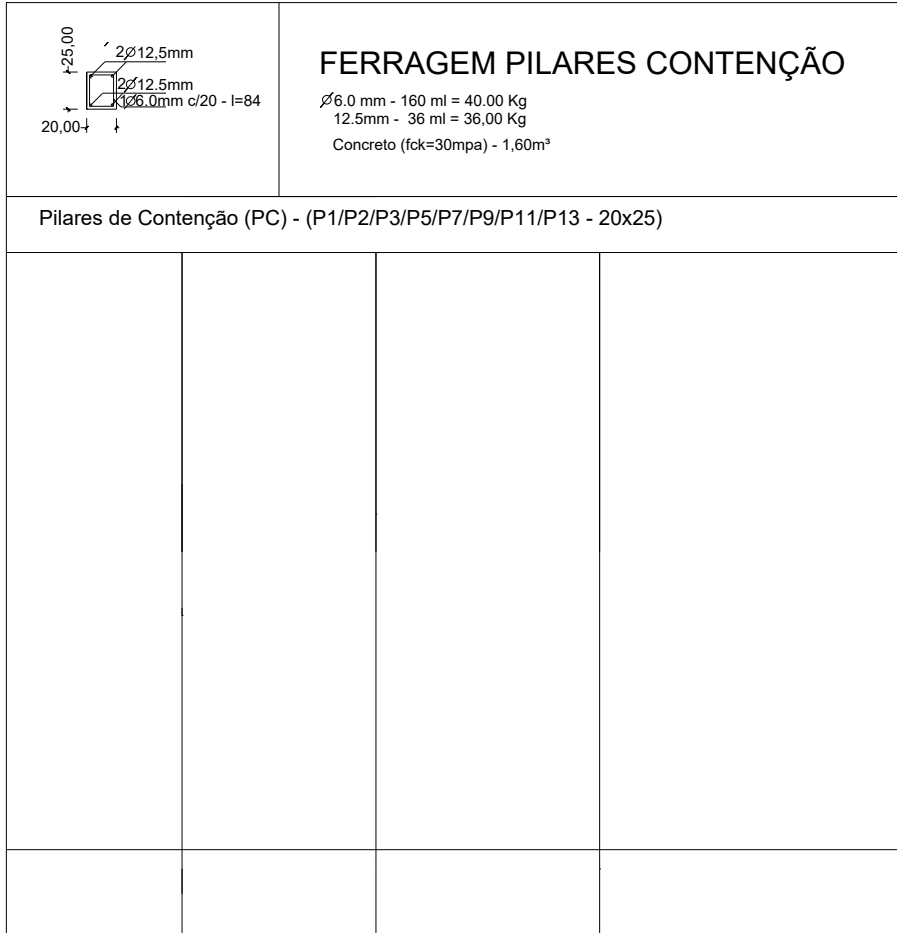 25,00
2Ø12,5mm
2Ø12.5mm
1Ø6.0mm c/20 - l=84
20,00
FERRAGEM PILARES CONTENÇÃO
Ø6.0 mm - 160 ml = 40.00 Kg
12.5mm - 36 ml = 36,00 Kg
Concreto (fck=30mpa) - 1,60m³
Pilares de Contenção (PC) - (P1/P2/P3/P5/P7/P9/P11/P13 - 20x25)